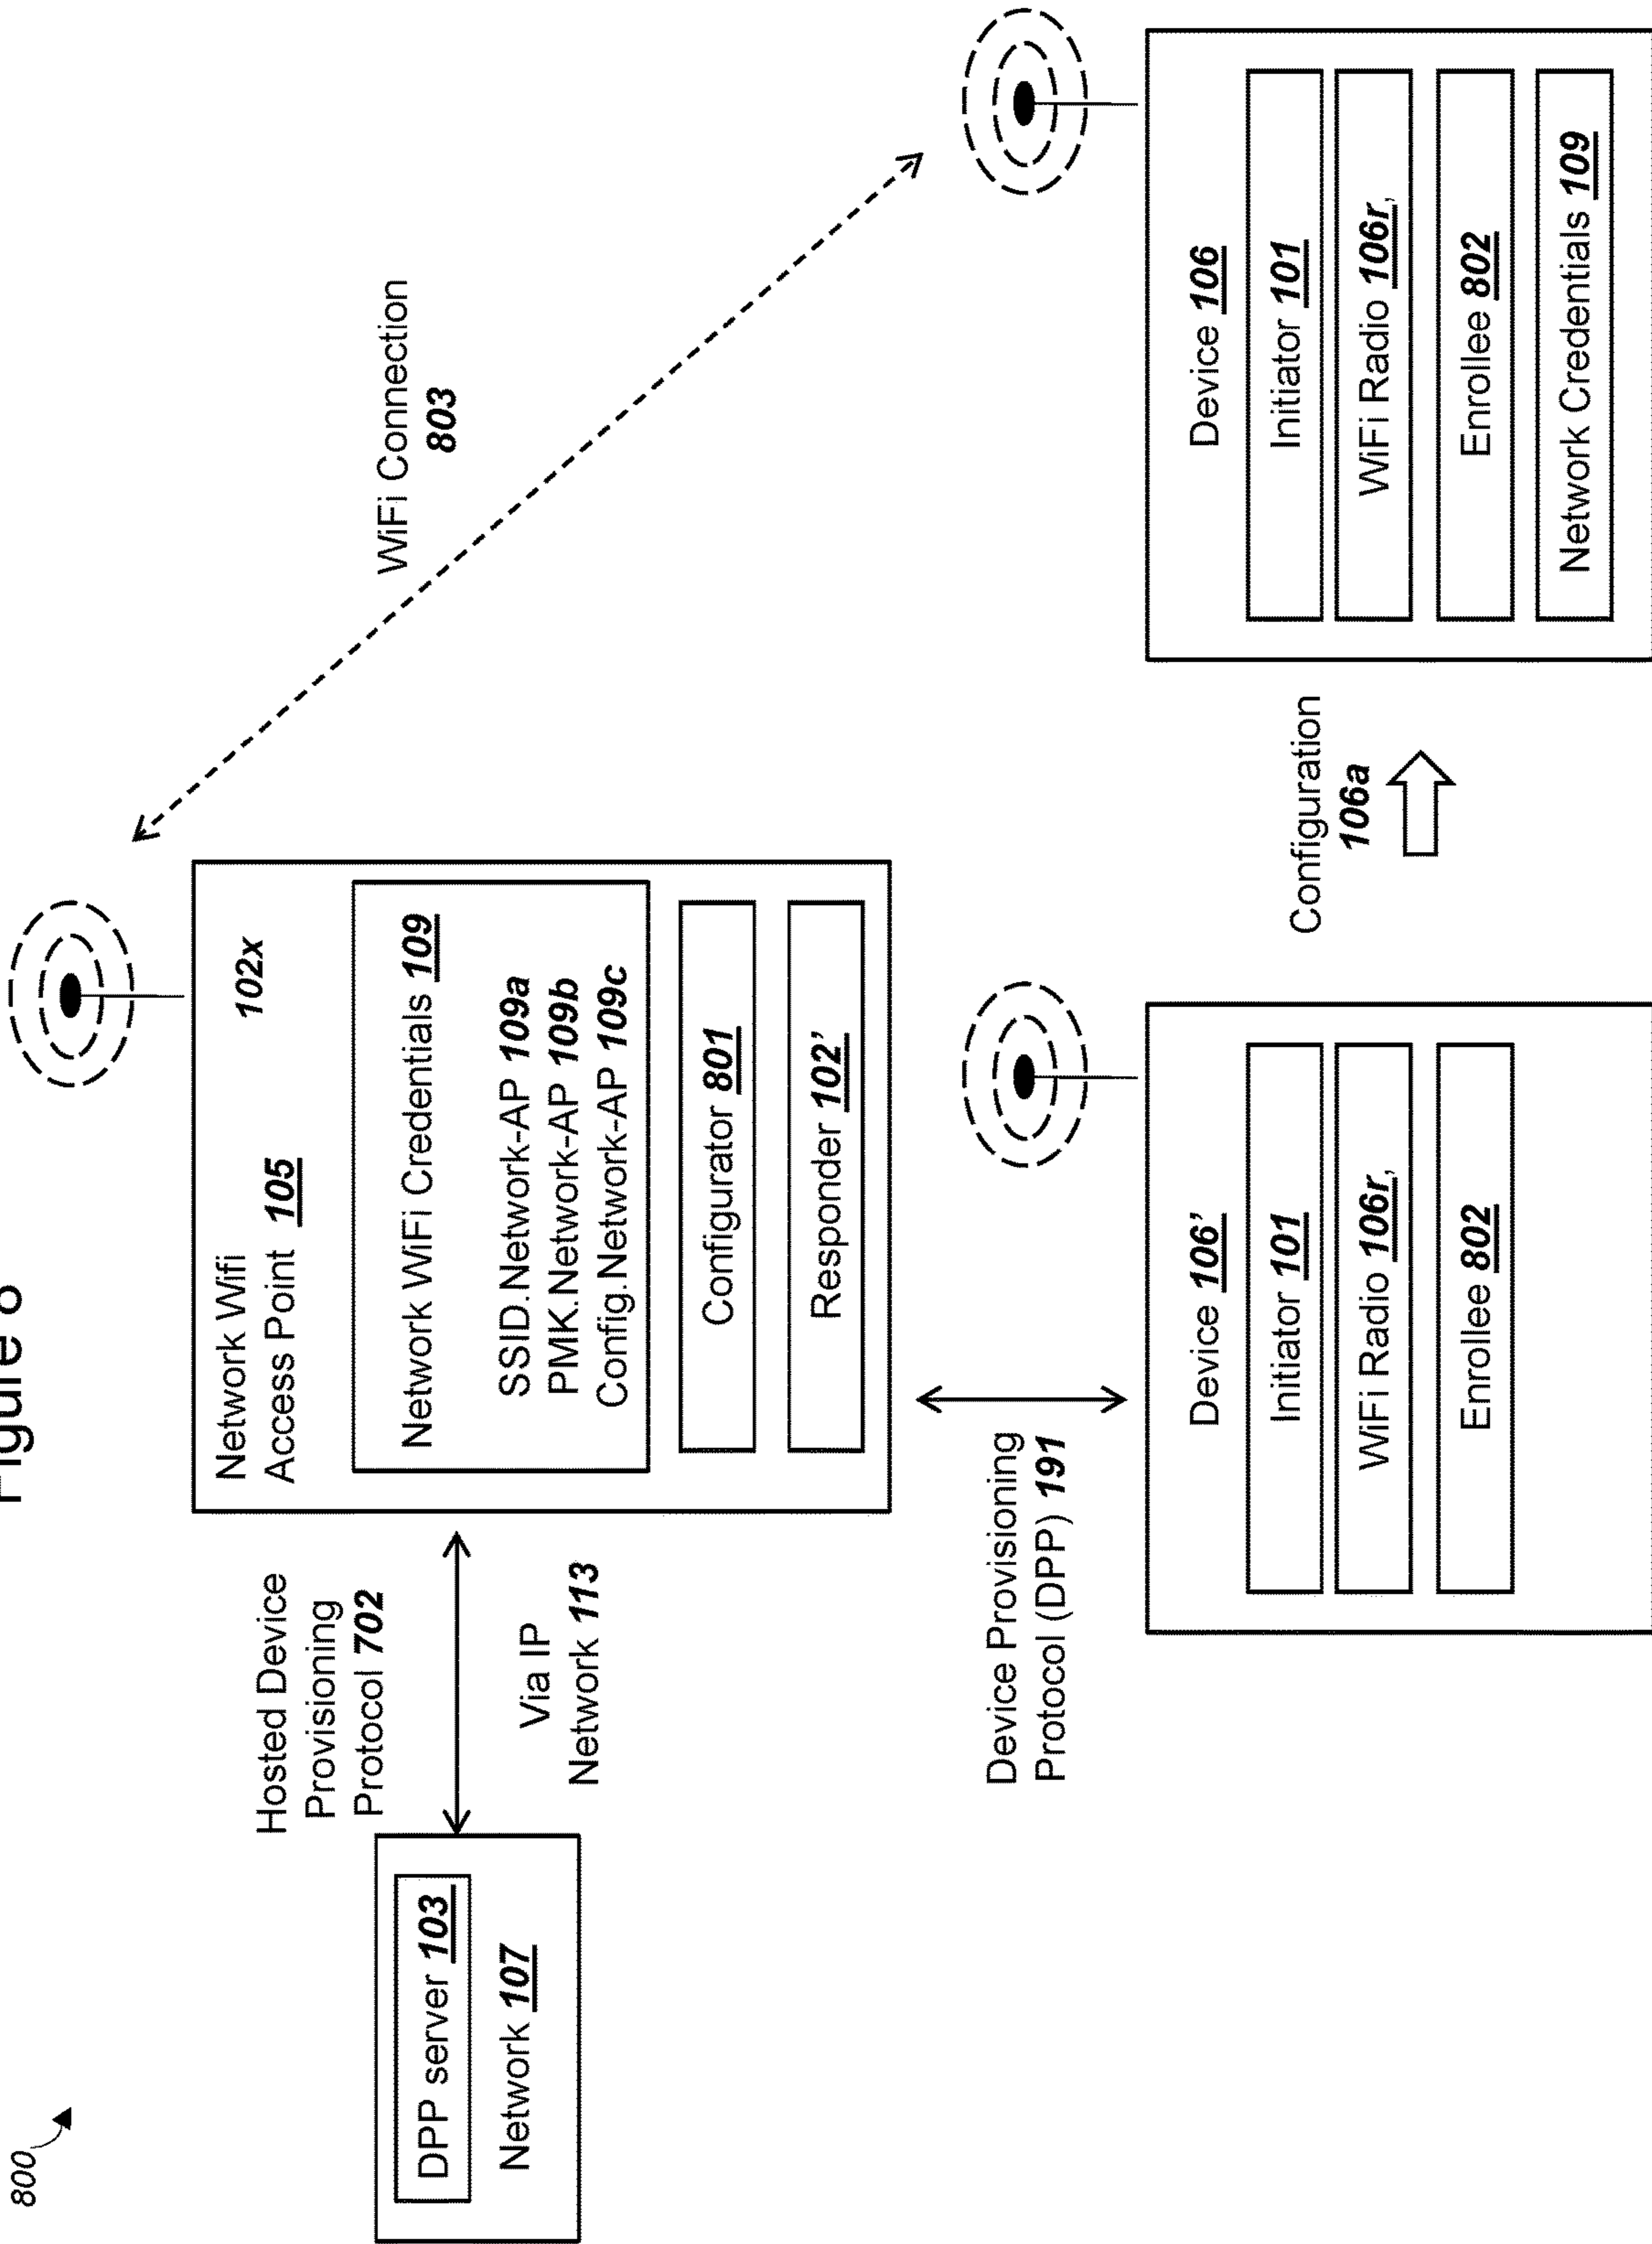 Figure 8
800
DPP server 103
Network 107
Hosted Device
Provisioning
Protocol 702
Via IP
Network 113
Network Wifi
Access Point 105
102x
Network WiFi Credentials 109
SSID.Network-AP 109a
PMK.Network-AP 109b
Config.Network-AP 109c
Configurator 801
Responder 102’
WiFi Connection
803
Device Provisioning
Protocol (DPP) 191
Device 106’
Initiator 101
WiFi Radio 106r,
Enrollee 802
Configuration
106a
Device 106
Initiator 101
WiFi Radio 106r,
Enrollee 802
Network Credentials 109